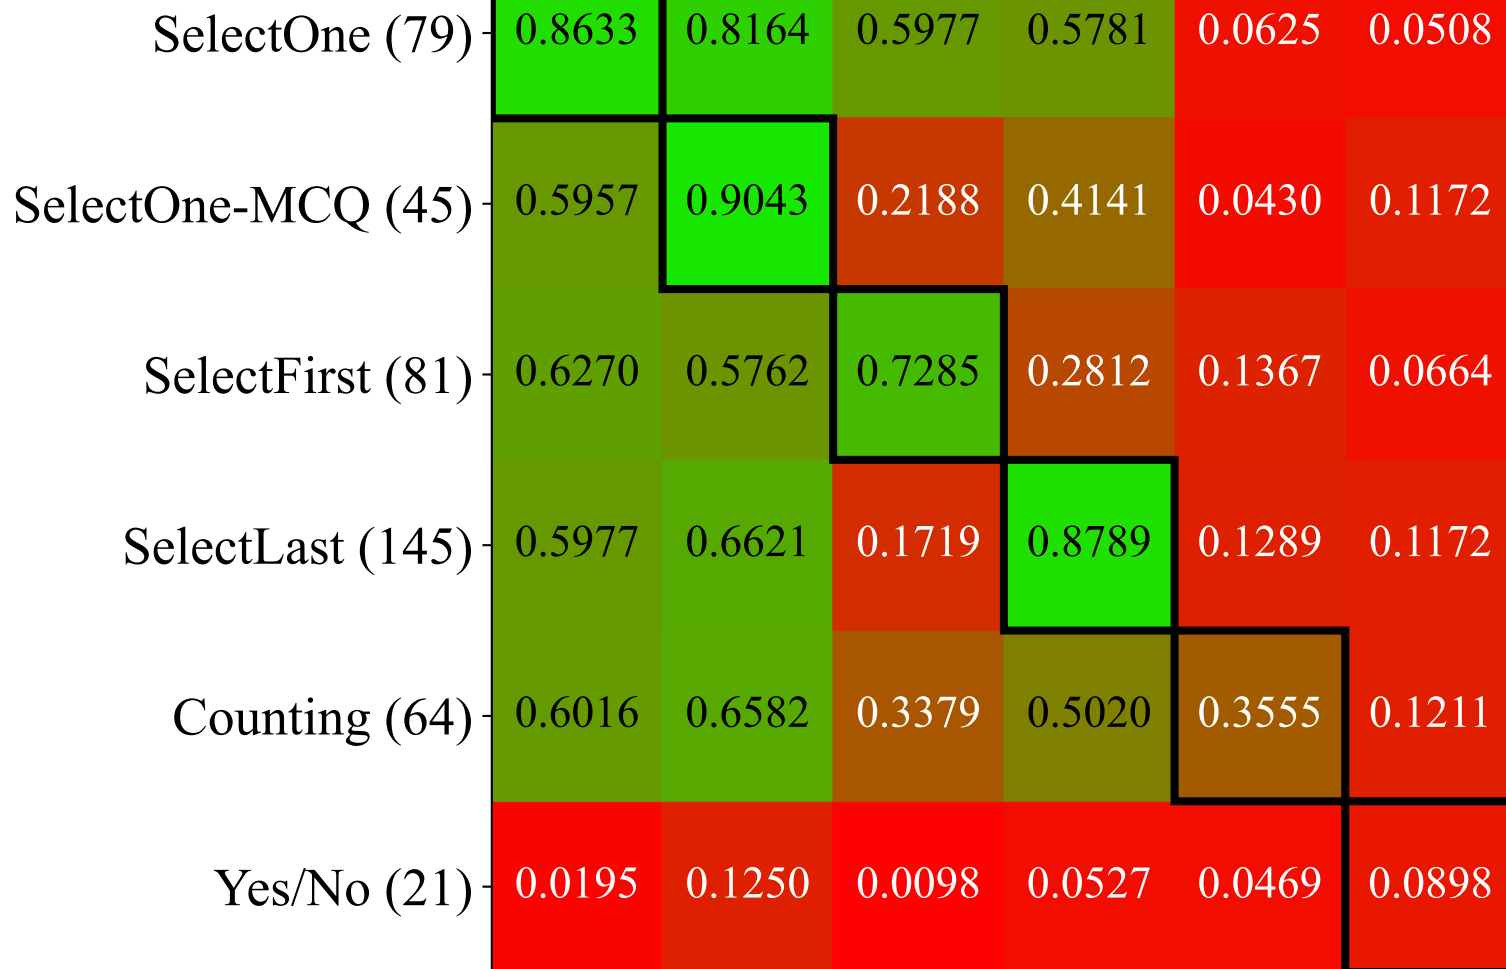 SelectOne (79) 0.8633 0.8164 0.5977 0.5781 0.0625 0.0508
SelectOne-MCQ (45) 0.5957 0.9043 0.2188 0.4141 0.0430 0.1172
SelectFirst (81) 0.6270 0.5762 0.7285 0.2812 0.1367 0.0664
SelectLast (145) 0.5977 0.6621 0.1719 0.8789 0.1289 0.1172
Counting (64) 0.6016 0.6582 0.3379 0.5020 0.3555 0.1211
Yes/No (21) 0.0195 0.1250 0.0098 0.0527 0.0469 0.0898